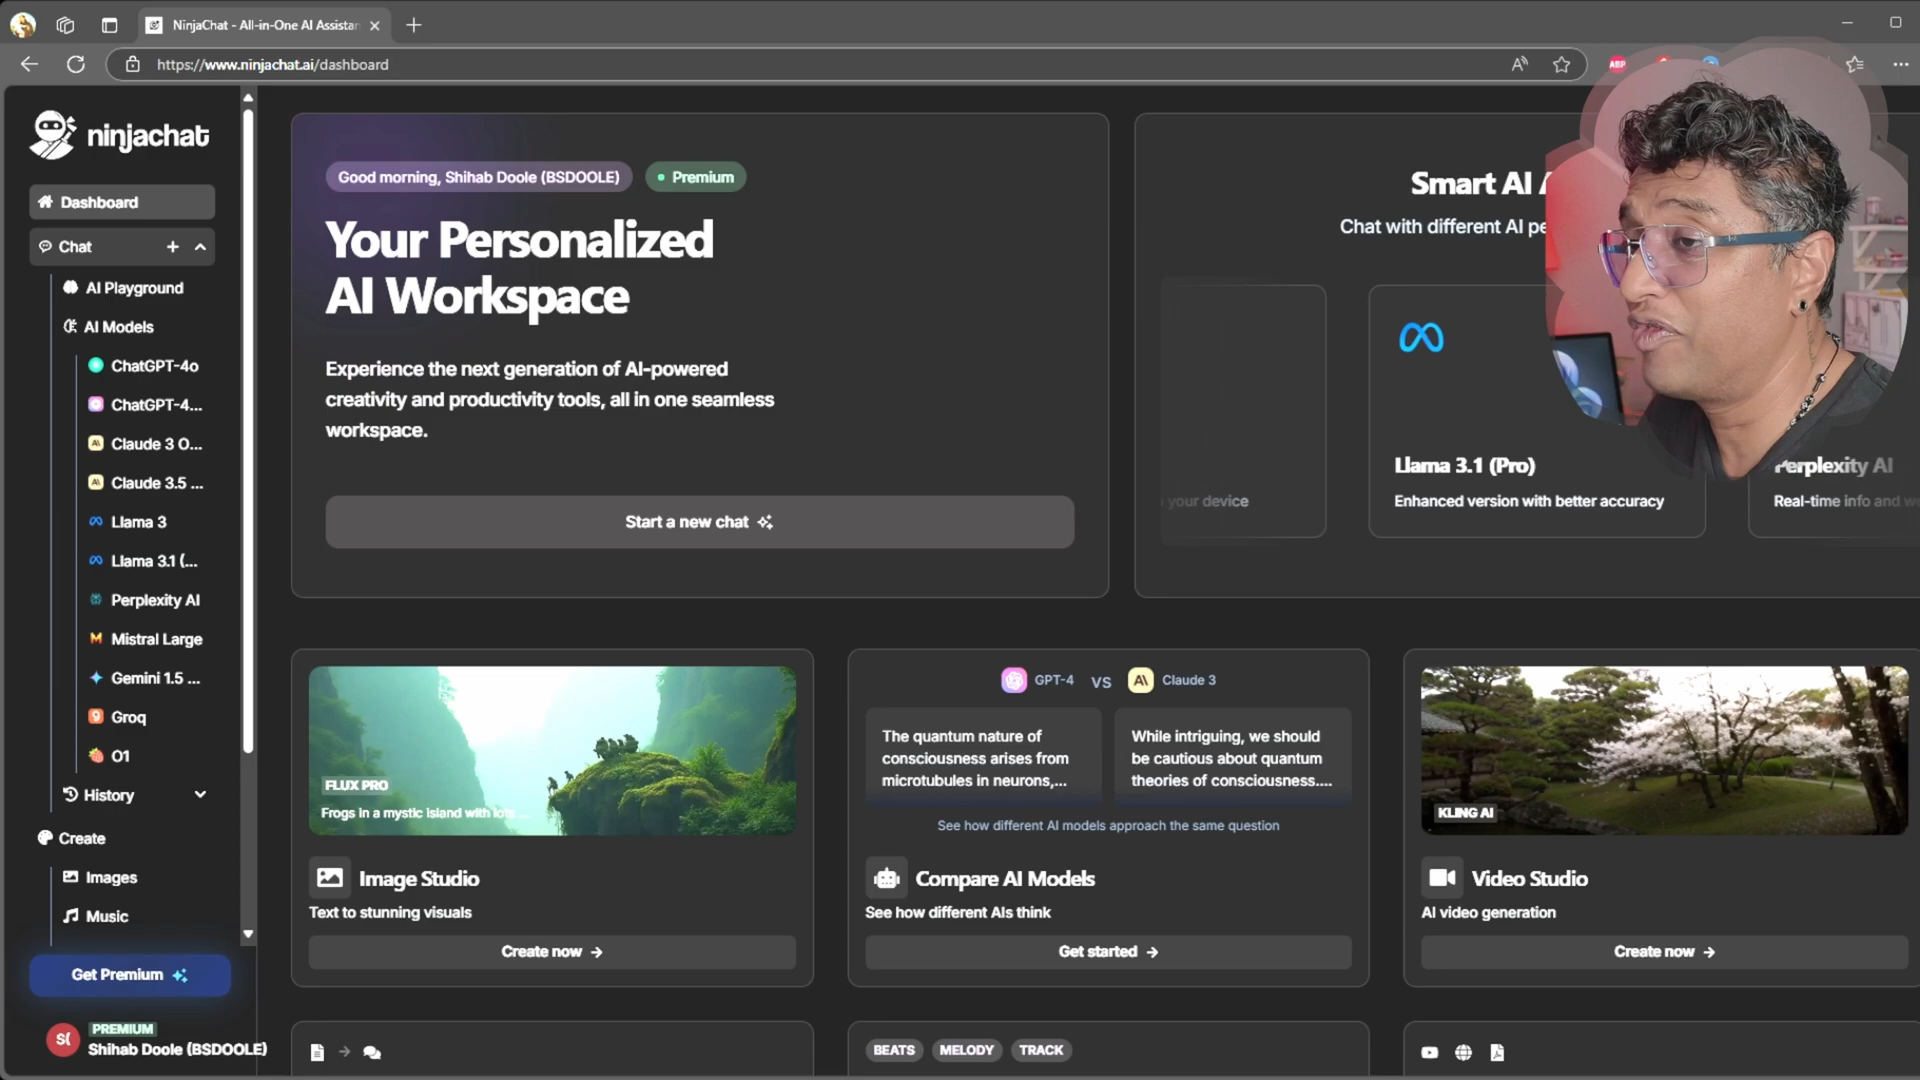 NinjaChat - All-in-One AI Assistan
https://www.ninjachat.ai/dashboard
ABP
ninjachat
Dashboard
Chat
AI Playground
AI Models
ChatGPT-4o
ChatGPT-4...
Claude 3 O...
Claude 3.5 ...
Llama 3
Llama 3.1 (...
Perplexity AI
Mistral Large
Gemini 1.5 ...
Groq
O1
History
Create
Images
Music
Get Premium
S(
PREMIUM
Shihab Doole (BSDOOLE)
Good morning, Shihab Doole (BSDOOLE)
Premium
Your Personalized
AI Workspace
Experience the next generation of AI-powered
creativity and productivity tools, all in one seamless
workspace.
Start a new chat
Smart AI
Chat with different AI pe
your device
Llama 3.1 (Pro)
Enhanced version with better accuracy
Perplexity AI
Real-time info and w
FLUX PRO
Frogs in a mystic island with lots ...
Image Studio
Text to stunning visuals
Create now →
GPT-4 VS Claude 3
The quantum nature of
consciousness arises from
microtubules in neurons,...
While intriguing, we should
be cautious about quantum
theories of consciousness....
See how different AI models approach the same question
Compare AI Models
See how different AIs think
Get started →
KLING AI
Video Studio
AI video generation
Create now →
BEATS MELODY TRACK